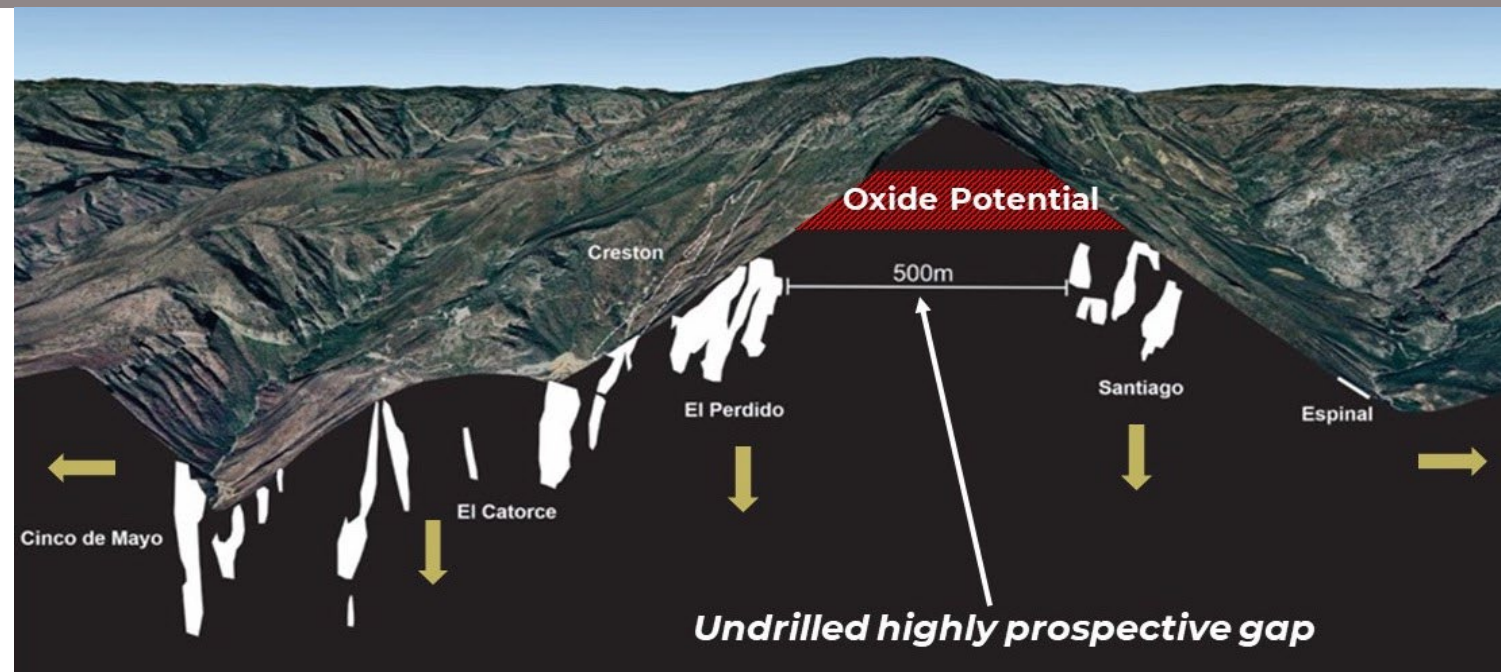 Oxide Potential
Creston
500m
El Perdido
Santiago
Espinal
El Catorce
Cinco de Mayo
Undrilled highly prospective gap